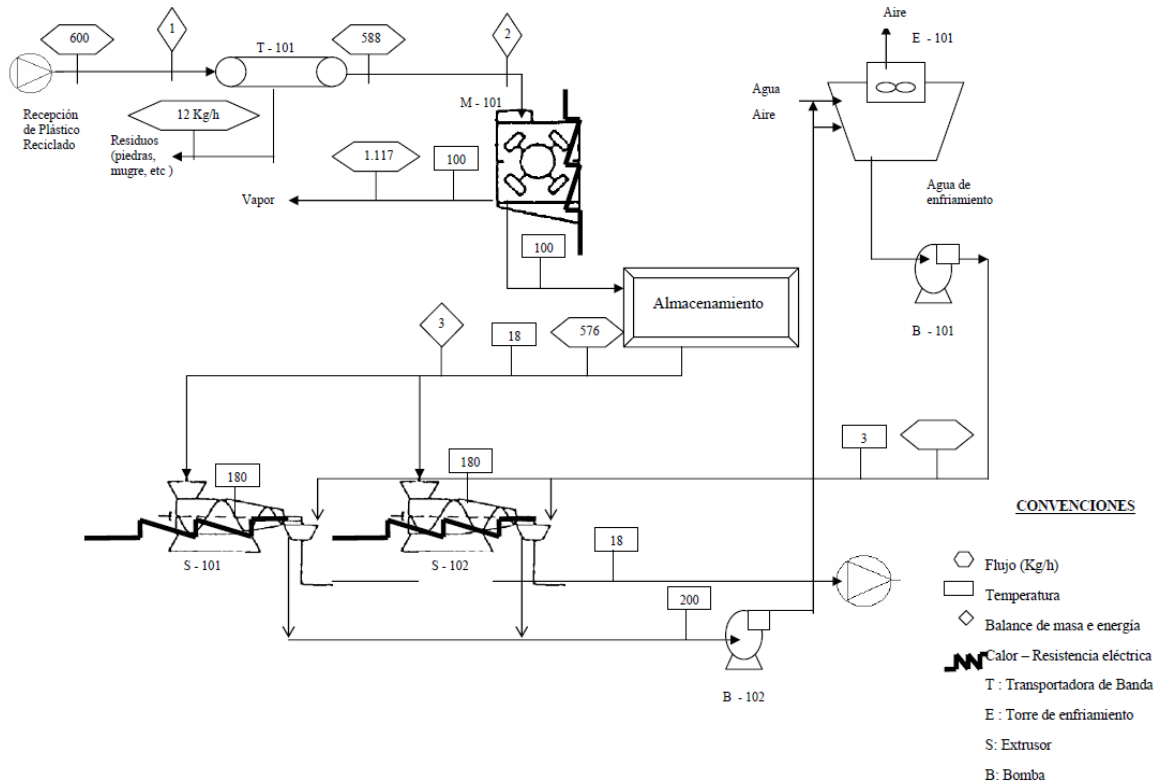 600
1
T - 101
588
2
Recepción
de Plástico
Reciclado
12 Kg/h
Residuos
(piedras,
mugre, etc )
M - 101
1.117
100
Vapor
100
Almacenamiento
Aire
E - 101
Agua
Aire
Agua de
enfriamiento
B - 101
3
18
576
3
180
180
S - 101
S - 102
18
200
B - 102
CONVENCIONES
Flujo (Kg/h)
Temperatura
Balance de masa e energía
Calor – Resistencia eléctrica
T : Transportadora de Banda
E : Torre de enfriamiento
S: Extrusor
B: Bomba